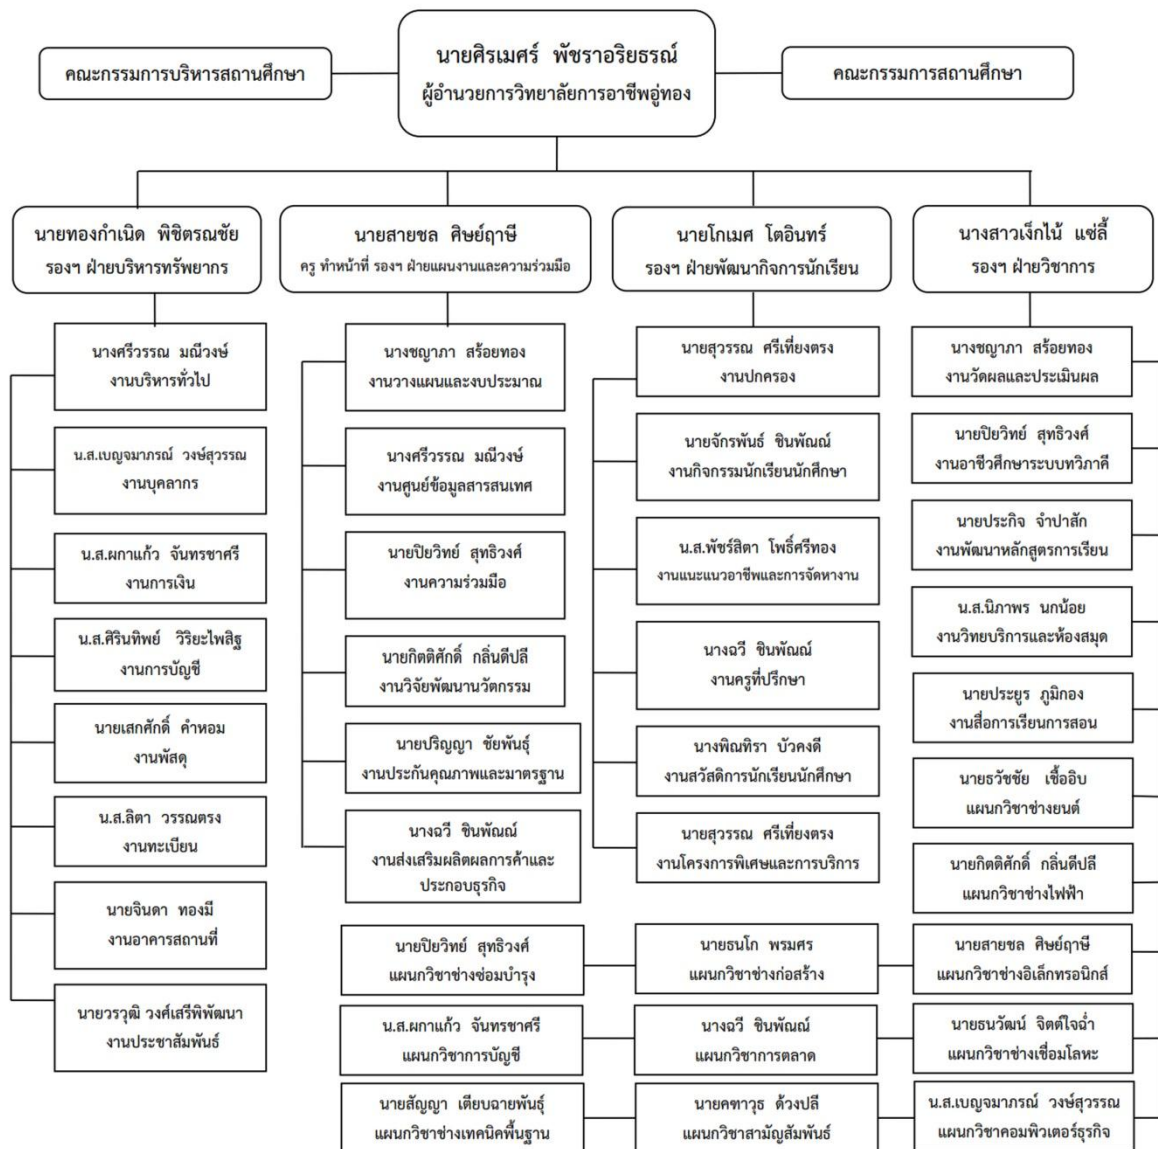 นายศิรเมศร์ พัชราอริยธรณ์
ผู้อำนวยการวิทยาลัยการอาชีพอู่ทอง
คณะกรรมการบริหารสถานศึกษา
คณะกรรมการสถานศึกษา
นายทองกำเนิด พิชิตรณชัย
รองฯ ฝ่ายบริหารทรัพยากร
นายสายชล ศิษย์ฤาษี
ครู ทำหน้าที่ รองฯ ฝ่ายแผนงานและความร่วมมือ
นายโกเมศ โตอินทร์
รองฯ ฝ่ายพัฒนากิจการนักเรียน
นางสาวเง็กไน้ แซ่ลี้
รองฯ ฝ่ายวิชาการ
นางศรีวรรณ มณีวงษ์
งานบริหารทั่วไป
น.ส.เบญจมาภรณ์ วงษ์สุวรรณ
งานบุคลากร
น.ส.ผกาแก้ว จันทรชาศรี
งานการเงิน
น.ส.ศิรินทิพย์ วิริยะไพสิฐ
งานการบัญชี
นายเสกศักดิ์ คำหอม
งานพัสดุ
น.ส.ลิตา วรรณตรง
งานทะเบียน
นายจินดา ทองมี
งานอาคารสถานที่
นายวรวุฒิ วงศ์เสรีพิพัฒนา
งานประชาสัมพันธ์
นางชญาภา สร้อยทอง
งานวางแผนและงบประมาณ
นางศรีวรรณ มณีวงษ์
งานศูนย์ข้อมูลสารสนเทศ
นายปิยวิทย์ สุทธิวงศ์
งานความร่วมมือ
นายกิตติศักดิ์ กลิ่นดีปลี
งานวิจัยพัฒนานวัตกรรม
นายปริญญา ชัยพันธุ์
งานประกันคุณภาพและมาตรฐาน
นางฉวี ชินพัณณ์
งานส่งเสริมผลิตผลการค้าและ
ประกอบธุรกิจ
นายสุวรรณ ศรีเที่ยงตรง
งานปกครอง
นายจักรพันธ์ ชินพัณณ์
งานกิจกรรมนักเรียนนักศึกษา
น.ส.พัชร์สิตา โพธิ์ศรีทอง
งานแนะแนวอาชีพและการจัดหางาน
นางฉวี ชินพัณณ์
งานครูที่ปรึกษา
นางพิณทิรา บัวคงดี
งานสวัสดิการนักเรียนนักศึกษา
นายสุวรรณ ศรีเที่ยงตรง
งานโครงการพิเศษและการบริการ
นางชญาภา สร้อยทอง
งานวัดผลและประเมินผล
นายปิยวิทย์ สุทธิวงศ์
งานอาชีวศึกษาระบบทวิภาคี
นายประกิจ จำปาสัก
งานพัฒนาหลักสูตรการเรียน
น.ส.นิภาพร นกน้อย
งานวิทยบริการและห้องสมุด
นายประยูร ภูมิกอง
งานสื่อการเรียนการสอน
นายธวัชชัย เชื้ออิบ
แผนกวิชาช่างยนต์
นายกิตติศักดิ์ กลิ่นดีปลี
แผนกวิชาช่างไฟฟ้า
นายปิยวิทย์ สุทธิวงศ์
แผนกวิชาช่างซ่อมบำรุง
นายธนโก พรมศร
แผนกวิชาช่างก่อสร้าง
นายสายชล ศิษย์ฤาษี
แผนกวิชาช่างอิเล็กทรอนิกส์
น.ส.ผกาแก้ว จันทรชาศรี
แผนกวิชาการบัญชี
นางฉวี ชินพัณณ์
แผนกวิชาการตลาด
นายธนวัฒน์ จิตต์ใจฉ่ำ
แผนกวิชาช่างเชื่อมโลหะ
นายสัญญา เตียบฉายพันธุ์
แผนกวิชาช่างเทคนิคพื้นฐาน
นายคฑาวุธ ด้วงปลี
แผนกวิชาสามัญสัมพันธ์
น.ส.เบญจมาภรณ์ วงษ์สุวรรณ
แผนกวิชาคอมพิวเตอร์ธุรกิจ